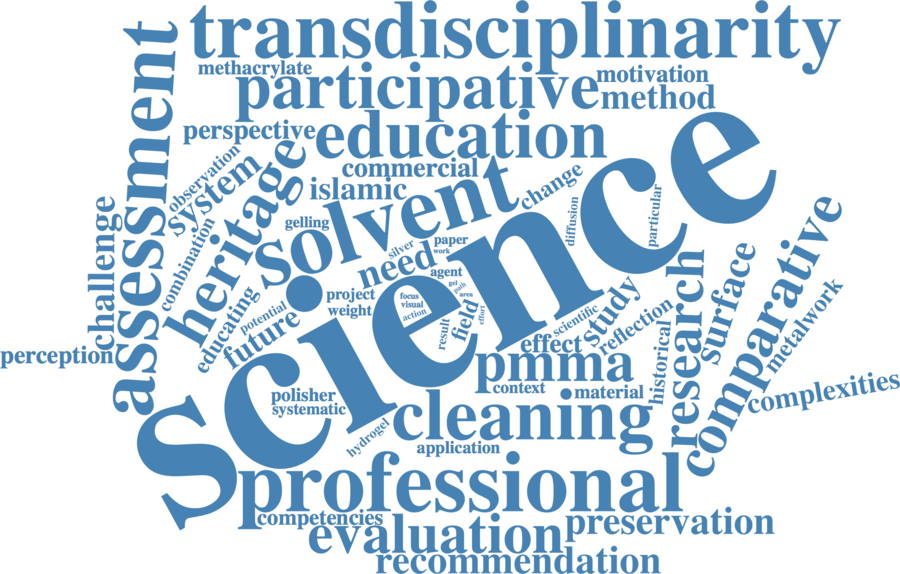 transdisciplinarity
methacrylate
participative
motivation
method
assessment
perspective
education
observation
system
heritage
commercial
islamic
solvent
change
Science
challenge
combination
gelling
silver
paper
work
need
agent
diffusion
particular
gel
path
area
effort
focus
visual
action
project
weight
result
field
educating
potential
future
perception
effect
scientific
study
reflection
research
surface
comparative
metalwork
historical
pmma
context
material
complexities
polisher
systematic
hydrogel
cleaning
application
professional
competencies
evaluation
preservation
recommendation